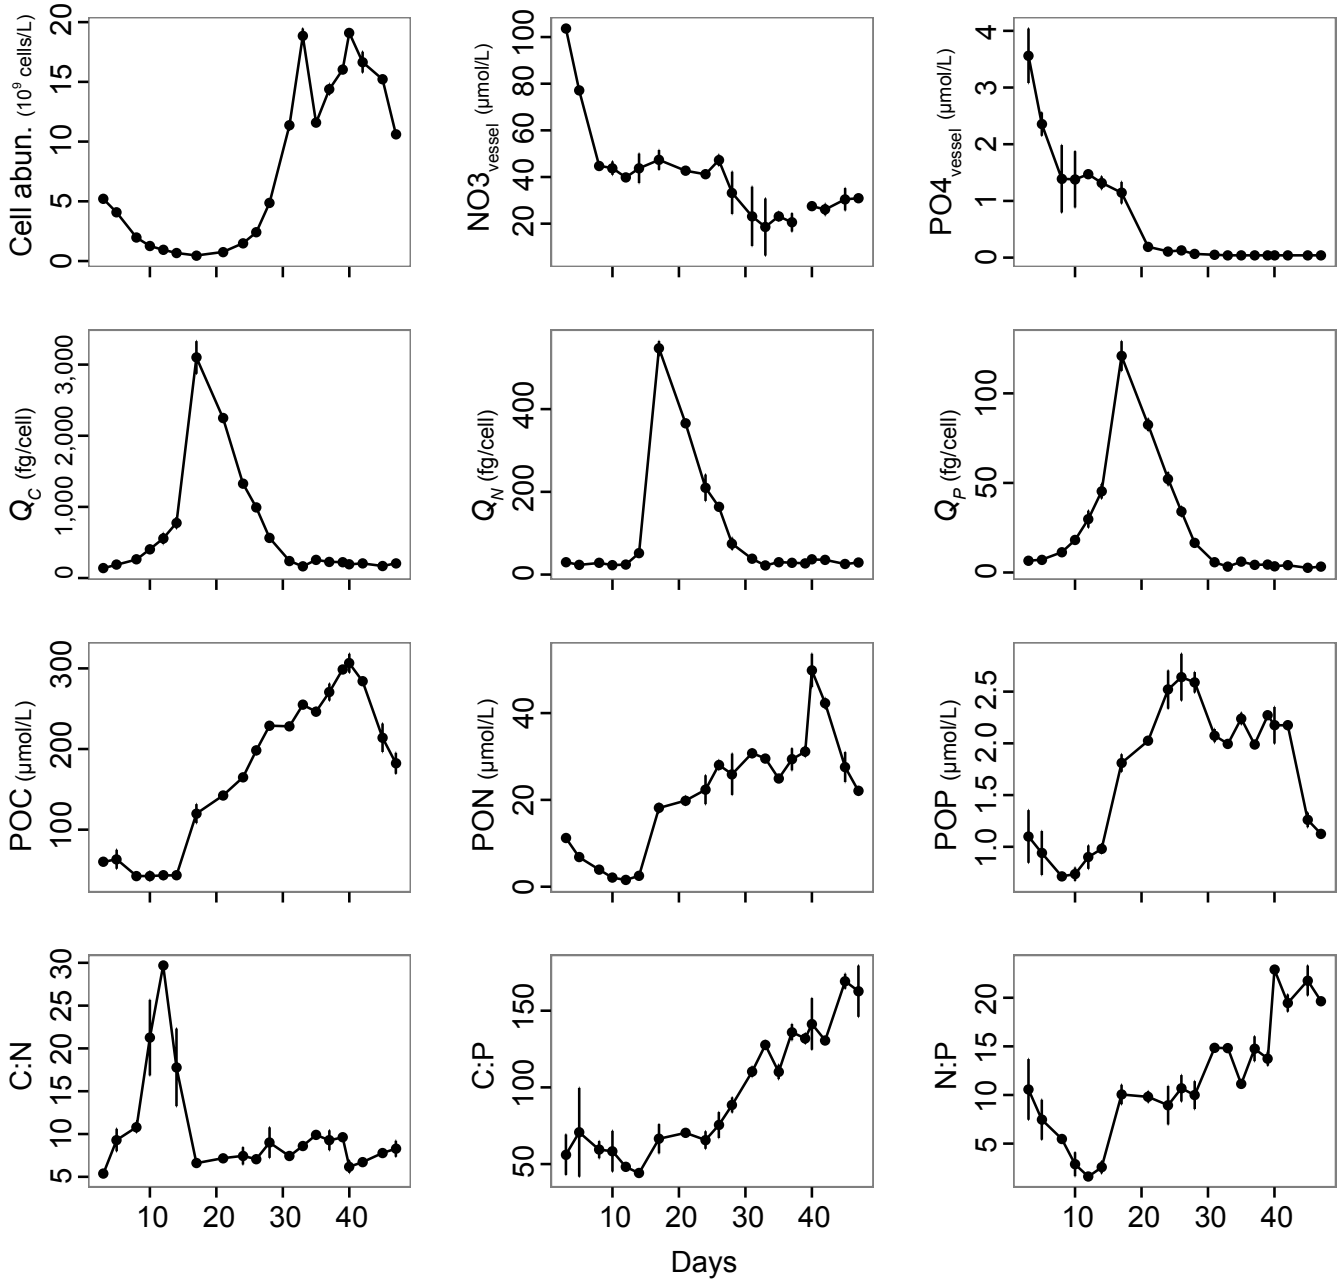 Cell abun. (10⁹ cells/L)
0 5 10 15 20
NO3vessel (µmol/L)
20 40 60 80 100
PO4vessel (µmol/L)
0 1 2 3 4
QC (fg/cell)
0 1,000 2,000 3,000
QN (fg/cell)
0 200 400
QP (fg/cell)
0 50 100
POC (µmol/L)
100 200 300
PON (µmol/L)
0 20 40
POP (µmol/L)
1.0 1.5 2.0 2.5
C:N
5 10 15 20 25 30
C:P
50 100 150
N:P
5 10 15 20
10 20 30 40
10 20 30 40
10 20 30 40
Days